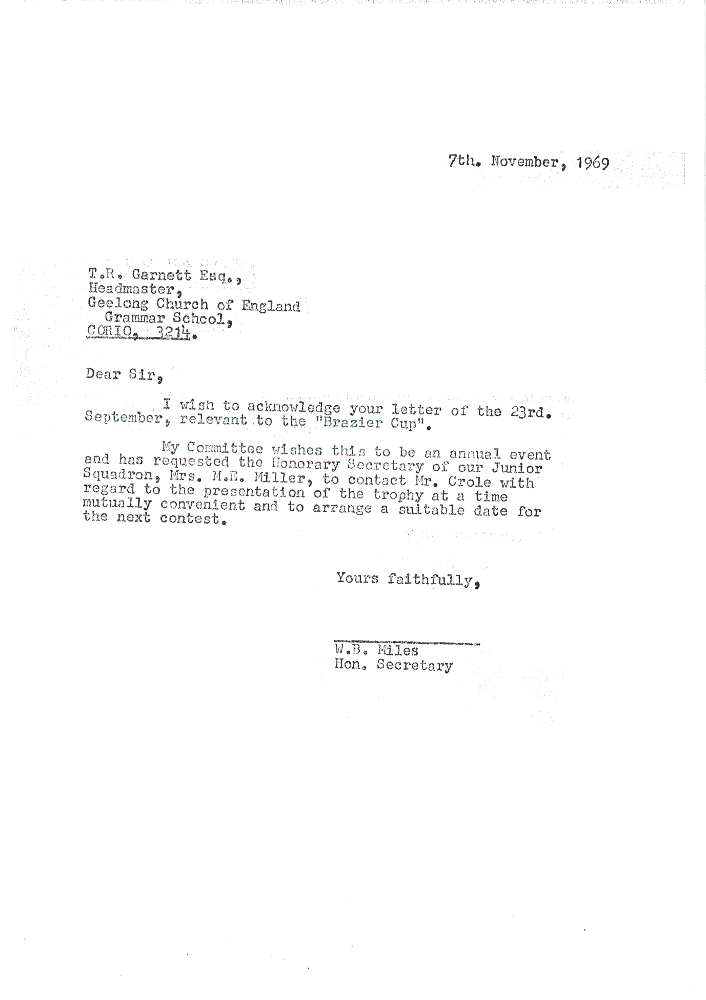 7th. November, 1969
T.R. Garnett Esq.,
Headmaster,
Geelong Church of England
Grammar School,
CORIO, 3214.
Dear Sir,
I wish to acknowledge your letter of the 23rd.
September, relevant to the "Brazier Cup".
My Committee wishes this to be an annual event
and has requested the Honorary Secretary of our Junior
Squadron, Mrs. M.E. Miller, to contact Mr. Crole with
regard to the presentation of the trophy at a time
mutually convenient and to arrange a suitable date for
the next contest.
Yours faithfully,
W.B. Miles
Hon. Secretary